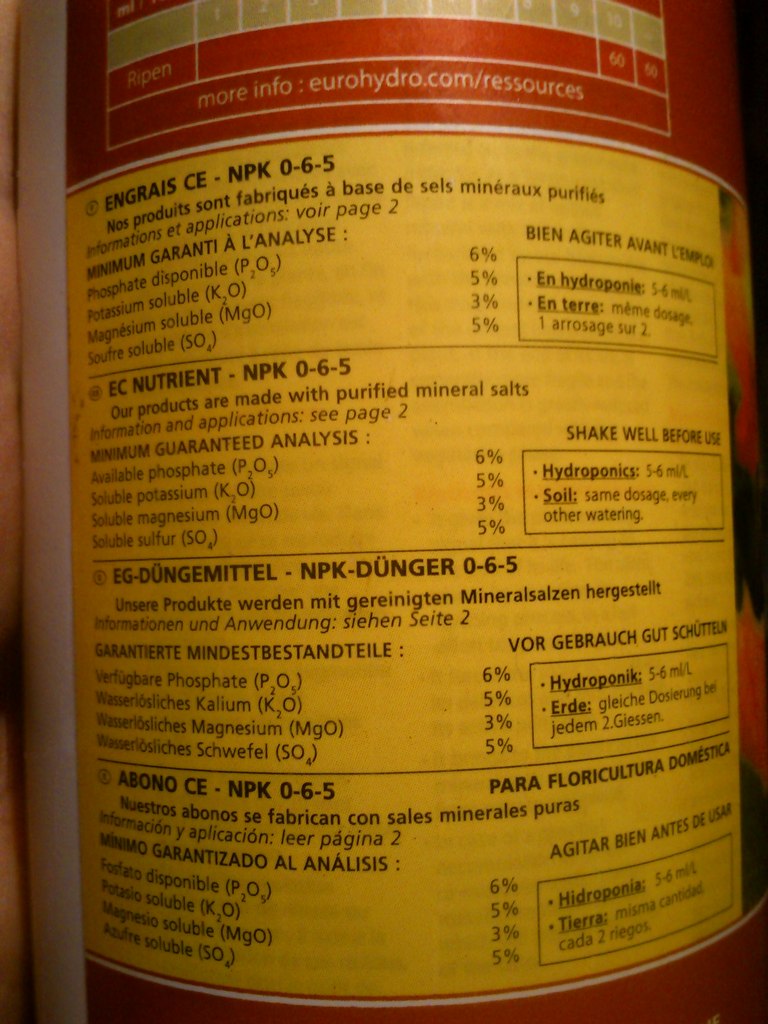 ml /
1 2 3 8 9 10 -
Ripen 60 60
more info : eurohydro.com/ressources
F ENGRAIS CE - NPK 0-6-5
Nos produits sont fabriqués à base de sels minéraux purifiés
Informations et applications: voir page 2
MINIMUM GARANTI À L'ANALYSE :
Phosphate disponible (P2O5) 6%
Potassium soluble (K2O) 5%
Magnésium soluble (MgO) 3%
Soufre soluble (SO4) 5%
BIEN AGITER AVANT L'EMPLOI
· En hydroponie: 5-6 ml/L
· En terre: même dosage,
1 arrosage sur 2.
GB EC NUTRIENT - NPK 0-6-5
Our products are made with purified mineral salts
Information and applications: see page 2
MINIMUM GUARANTEED ANALYSIS :
Available phosphate (P2O5) 6%
Soluble potassium (K2O) 5%
Soluble magnesium (MgO) 3%
Soluble sulfur (SO4) 5%
SHAKE WELL BEFORE USE
· Hydroponics: 5-6 ml/L
· Soil: same dosage, every
other watering.
EG-DÜNGEMITTEL - NPK-DÜNGER 0-6-5
Unsere Produkte werden mit gereinigten Mineralsalzen hergestellt
Informationen und Anwendung: siehen Seite 2
GARANTIERTE MINDESTBESTANDTEILE :
Verfügbare Phosphate (P2O5) 6%
Wasserlösliches Kalium (K2O) 5%
Wasserlösliches Magnesium (MgO) 3%
Wasserlösliches Schwefel (SO4) 5%
VOR GEBRAUCH GUT SCHÜTTELN
· Hydroponik: 5-6 ml/L
· Erde: gleiche Dosierung bei
jedem 2.Giessen.
ABONO CE - NPK 0-6-5
PARA FLORICULTURA DOMÉSTICA
Nuestros abonos se fabrican con sales minerales puras
Información y aplicación: leer página 2
MÍNIMO GARANTIZADO AL ANÁLISIS :
Fosfato disponible (P2O5) 6%
Potasio soluble (K2O) 5%
Magnesio soluble (MgO) 3%
Azufre soluble (SO4) 5%
AGITAR BIEN ANTES DE USAR
· Hidroponia: 5-6 ml/L
· Tierra: misma cantidad,
cada 2 riegos.